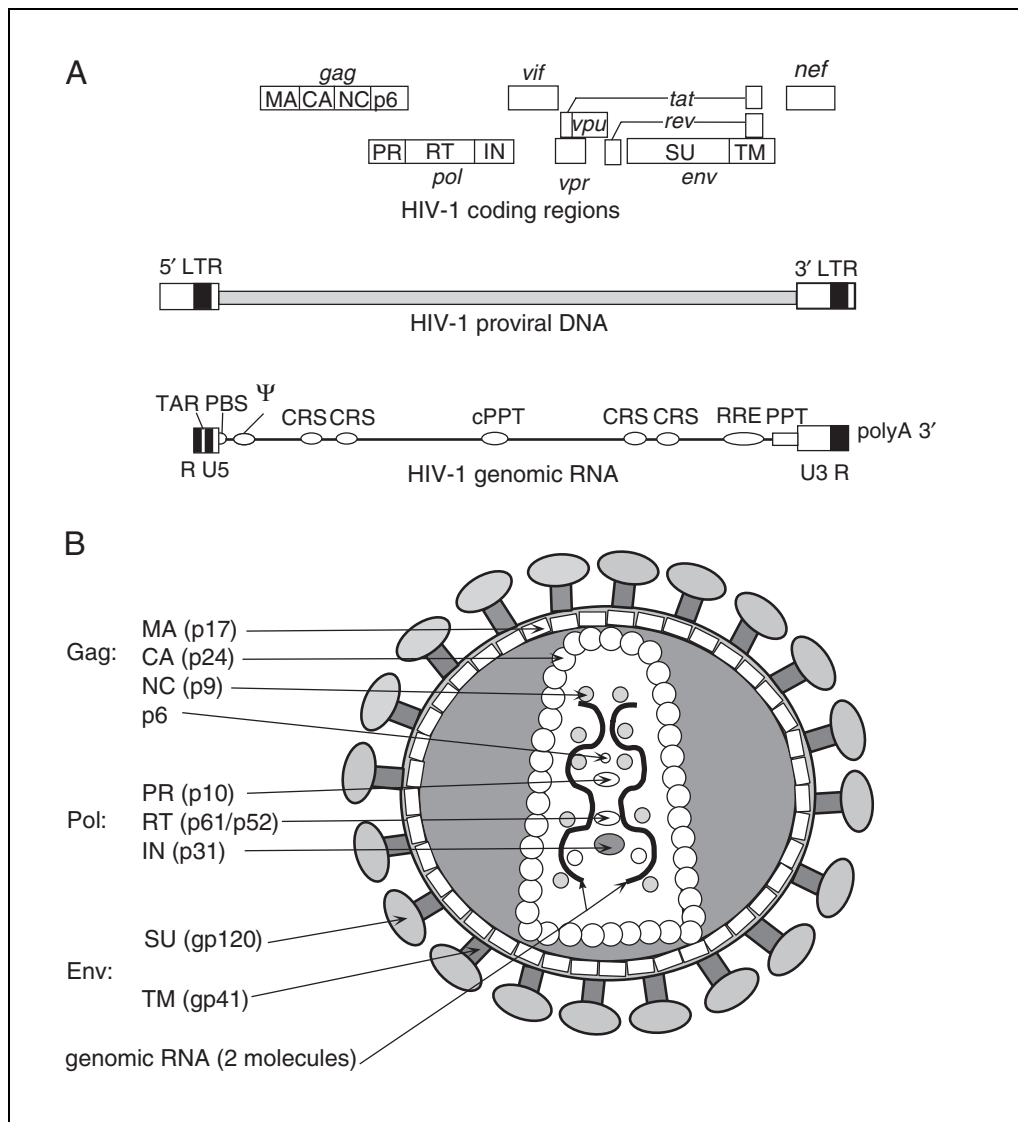 A
gag
vif
nef
MA CA NC p6
tat
vpu
rev
PR RT IN
SU TM
pol
vpr
env
HIV-1 coding regions
5′ LTR
3′ LTR
HIV-1 proviral DNA
Ψ
TAR PBS
CRS CRS
cPPT
CRS CRS
RRE PPT
polyA 3′
R U5
HIV-1 genomic RNA
U3 R
B
Gag:
MA (p17)
CA (p24)
NC (p9)
p6
Pol:
PR (p10)
RT (p61/p52)
IN (p31)
Env:
SU (gp120)
TM (gp41)
genomic RNA (2 molecules)